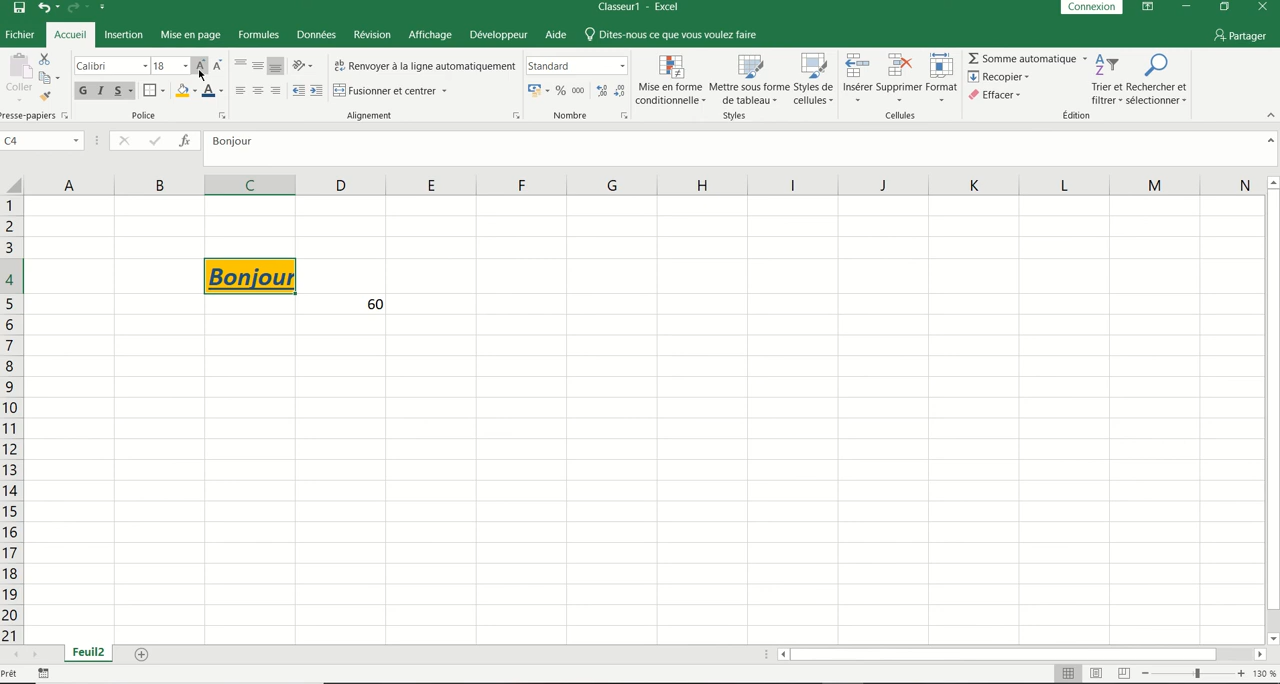 Classeur1 - Excel
Connexion
Fichier Accueil Insertion Mise en page Formules Données Révision Affichage Développeur Aide Dites-nous ce que vous voulez faire Partager
Coller
Presse-papiers
Calibri 18 A A
G I S A
Police
Renvoyer à la ligne automatiquement
Fusionner et centrer
Alignement
Standard
% 000
Nombre
Mise en forme conditionnelle
Mettre sous forme de tableau
Styles de cellules
Styles
Insérer Supprimer Format
Cellules
Somme automatique
Recopier
Effacer
Trier et filtrer
Rechercher et sélectionner
Édition
C4 fx Bonjour
A B C D E F G H I J K L M N
1
2
3
4 Bonjour
5 60
6
7
8
9
10
11
12
13
14
15
16
17
18
19
20
21
Feuil2
Prêt 130 %